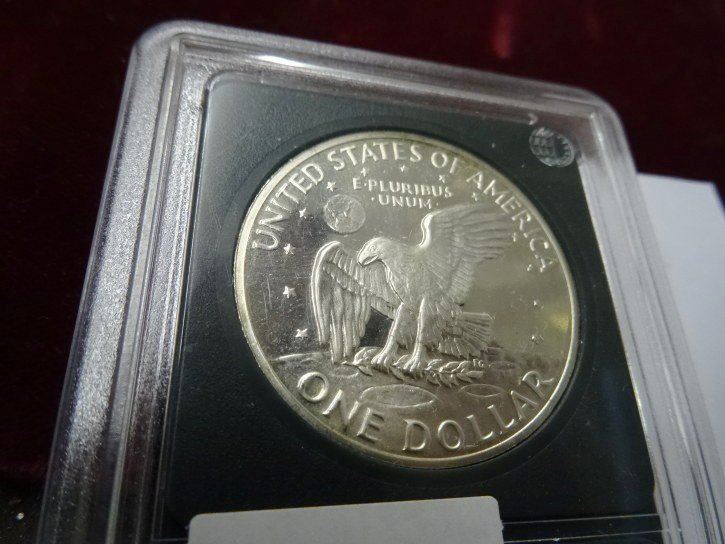 UNITED STATES OF AMERICA
E·PLURIBUS
·UNUM·
ONE DOLLAR